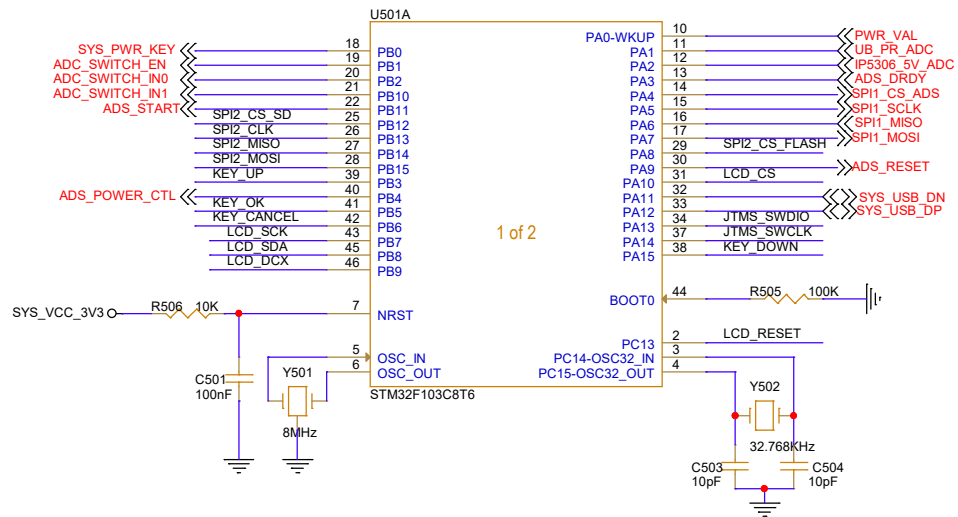 U501A
SYS_PWR_KEY 18 PB0
ADC_SWITCH_EN 19 PB1
ADC_SWITCH_IN0 20 PB2
ADC_SWITCH_IN1 21 PB10
ADS_START 22 PB11
SPI2_CS_SD 25 PB12
SPI2_CLK 26 PB13
SPI2_MISO 27 PB14
SPI2_MOSI 28 PB15
KEY_UP 39 PB3
ADS_POWER_CTL 40 PB4
KEY_OK 41 PB5
KEY_CANCEL 42 PB6
LCD_SCK 43 PB7
LCD_SDA 45 PB8
LCD_DCX 46 PB9
SYS_VCC_3V3 R506 10K 7 NRST
5 OSC_IN
6 OSC_OUT
C501
100nF
Y501
8MHz
1 of 2
PA0-WKUP 10 PWR_VAL
PA1 11 UB_PR_ADC
PA2 12 IP5306_5V_ADC
PA3 13 ADS_DRDY
PA4 14 SPI1_CS_ADS
PA5 15 SPI1_SCLK
PA6 16 SPI1_MISO
PA7 17 SPI1_MOSI
PA8 29 SPI2_CS_FLASH
PA9 30 ADS_RESET
PA10 31 LCD_CS
PA11 32 SYS_USB_DN
PA12 33 SYS_USB_DP
PA13 34 JTMS_SWDIO
PA14 37 JTMS_SWCLK
PA15 38 KEY_DOWN
BOOT0 44 R505 100K
PC13 2 LCD_RESET
PC14-OSC32_IN 3
PC15-OSC32_OUT 4
STM32F103C8T6
Y502
32.768KHz
C503
10pF
C504
10pF